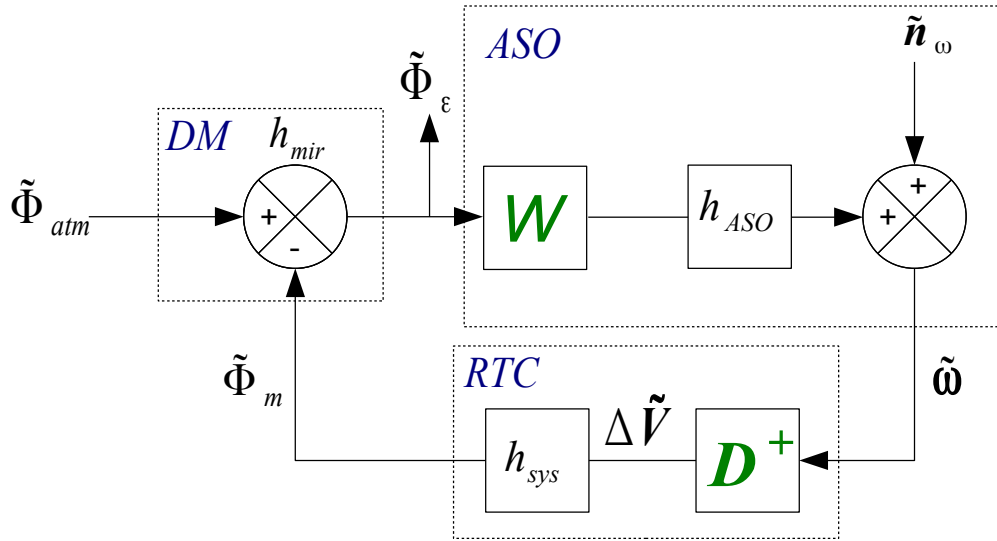 ASO
ñ ω
Φ̃ ε
DM
h mir
Φ̃ atm
+
-
W
h ASO
+
+
ω̃
Φ̃ m
RTC
h sys
Δ Ṽ
D +